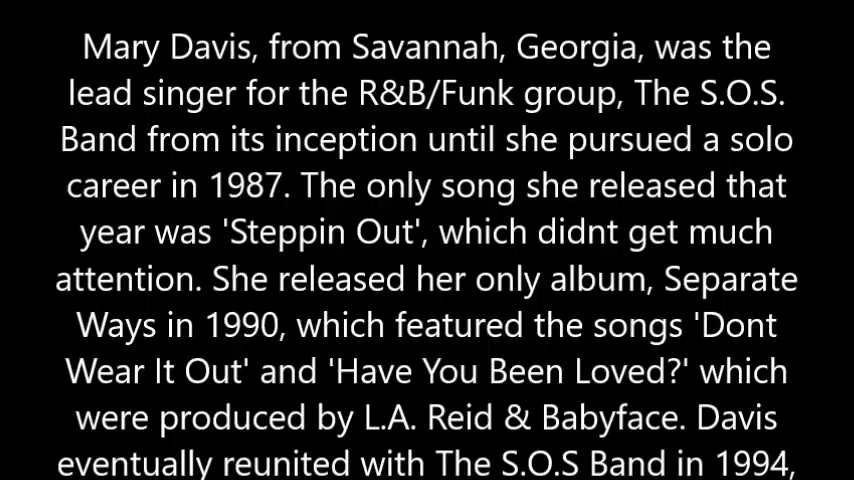 Mary Davis, from Savannah, Georgia, was the
lead singer for the R&B/Funk group, The S.O.S.
Band from its inception until she pursued a solo
career in 1987. The only song she released that
year was 'Steppin Out', which didnt get much
attention. She released her only album, Separate
Ways in 1990, which featured the songs 'Dont
Wear It Out' and 'Have You Been Loved?' which
were produced by L.A. Reid & Babyface. Davis
eventually reunited with The S.O.S Band in 1994,